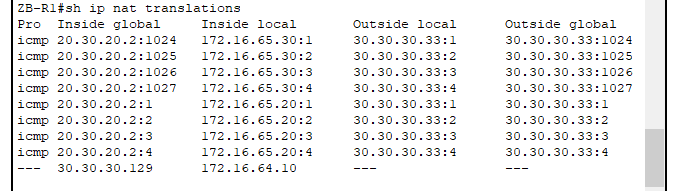 ZB-R1#sh ip nat translations
Pro  Inside global     Inside local       Outside local      Outside global
icmp 20.30.20.2:1024   172.16.65.30:1     30.30.30.33:1      30.30.30.33:1024
icmp 20.30.20.2:1025   172.16.65.30:2     30.30.30.33:2      30.30.30.33:1025
icmp 20.30.20.2:1026   172.16.65.30:3     30.30.30.33:3      30.30.30.33:1026
icmp 20.30.20.2:1027   172.16.65.30:4     30.30.30.33:4      30.30.30.33:1027
icmp 20.30.20.2:1      172.16.65.20:1     30.30.30.33:1      30.30.30.33:1
icmp 20.30.20.2:2      172.16.65.20:2     30.30.30.33:2      30.30.30.33:2
icmp 20.30.20.2:3      172.16.65.20:3     30.30.30.33:3      30.30.30.33:3
icmp 20.30.20.2:4      172.16.65.20:4     30.30.30.33:4      30.30.30.33:4
---  30.30.30.129      172.16.64.10       ---                ---